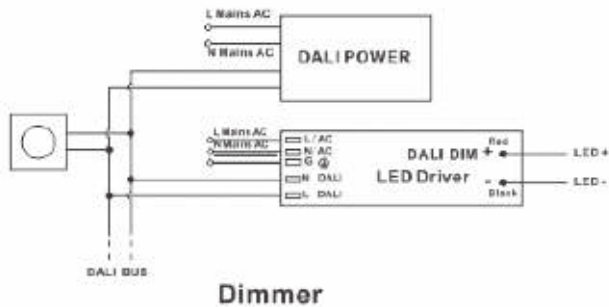 L Mains AC
N Mains AC
DALI POWER
L Mains AC
N Mains AC
L / AC
N / AC
G
N DALI
L DALI
DALI DIM
LED Driver
+ Red
- Black
LED +
LED -
DALI BUS
Dimmer